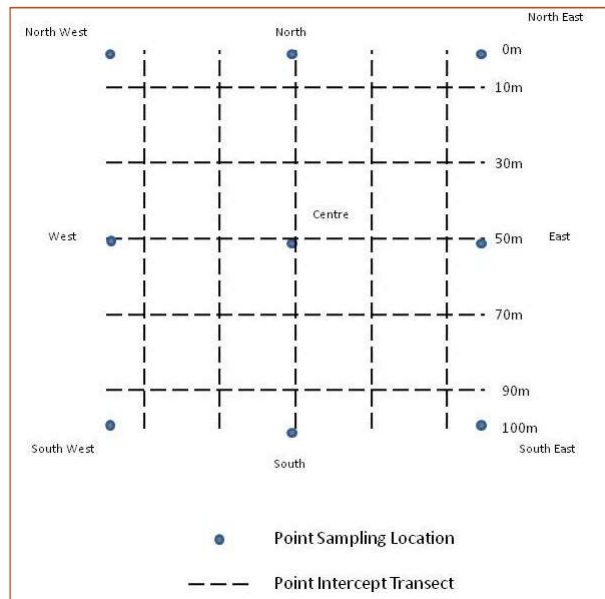 North East
North West
North
0m
10m
30m
Centre
West
50m
East
70m
90m
100m
South West
South East
South
Point Sampling Location
Point Intercept Transect